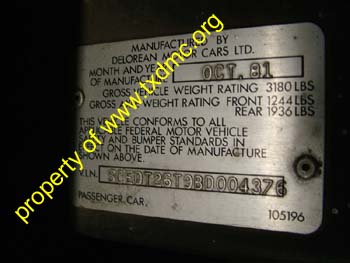 MANUFACTURED BY
DELOREAN MOTOR CARS LTD.
MONTH AND YEAR
OF MANUFACTURE OCT. 81
GROSS VEHICLE WEIGHT RATING 3180 LBS
GROSS AXLE WEIGHT RATING FRONT 1244 LBS
REAR 1936 LBS
THIS VEHICLE CONFORMS TO ALL
APPLICABLE FEDERAL MOTOR VEHICLE
SAFETY AND BUMPER STANDARDS IN
EFFECT ON THE DATE OF MANUFACTURE
SHOWN ABOVE.
V.I.N. SCEDT26T9BD004376
PASSENGER CAR. 105196
property of www.txdmc.org